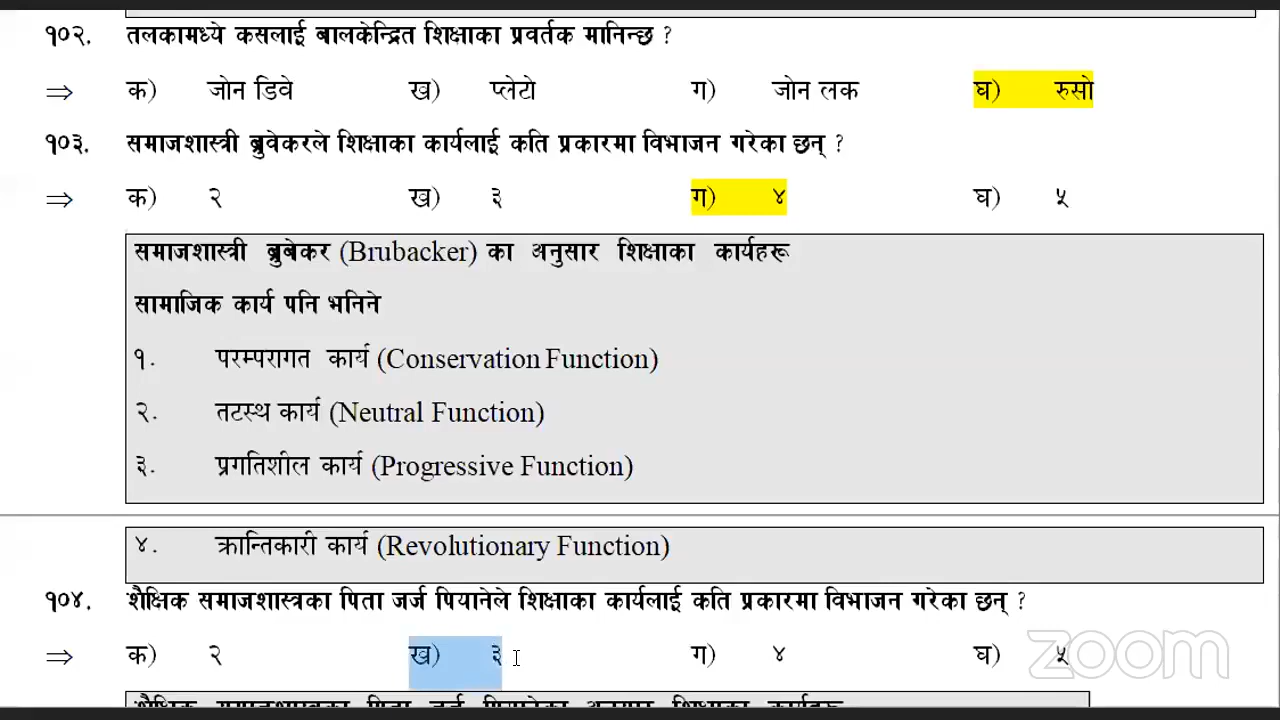 १०२. तलकामध्ये कसलाई बालकेन्द्रित शिक्षाका प्रवर्तक मानिन्छ ?
⇒ क) जोन डिवे ख) प्लेटो ग) जोन लक घ) रुसो
१०३. समाजशास्त्री ब्रुवेकरले शिक्षाका कार्यलाई कति प्रकारमा विभाजन गरेका छन् ?
⇒ क) २ ख) ३ ग) ४ घ) ५
समाजशास्त्री ब्रुबेकर (Brubacker) का अनुसार शिक्षाका कार्यहरू
सामाजिक कार्य पनि भनिने
१. परम्परागत कार्य (Conservation Function)
२. तटस्थ कार्य (Neutral Function)
३. प्रगतिशील कार्य (Progressive Function)
४. क्रान्तिकारी कार्य (Revolutionary Function)
१०४. शैक्षिक समाजशास्त्रका पिता जर्ज पियानेले शिक्षाका कार्यलाई कति प्रकारमा विभाजन गरेका छन् ?
⇒ क) २ ख) ३ ग) ४ घ) ५
zoom